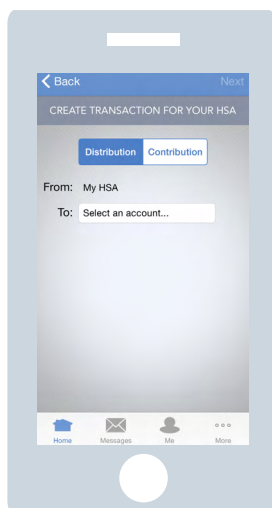 Back Next
CREATE TRANSACTION FOR YOUR HSA
Distribution Contribution
From: My HSA
To: Select an account...
Home Messages Me More